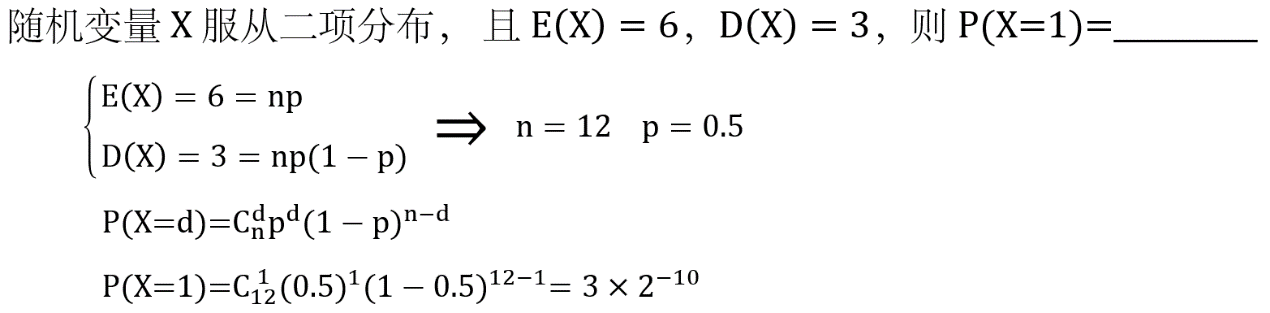 随机变量 X 服从二项分布， 且 E(X) = 6，D(X) = 3，则 P(X=1)=________
E(X) = 6 = np
D(X) = 3 = np(1 − p)
⇒ n = 12 p = 0.5
P(X=d)=C_n^d p^d (1 − p)^{n−d}
P(X=1)=C_{12}^1 (0.5)^1 (1 − 0.5)^{12−1} = 3 × 2^{−10}